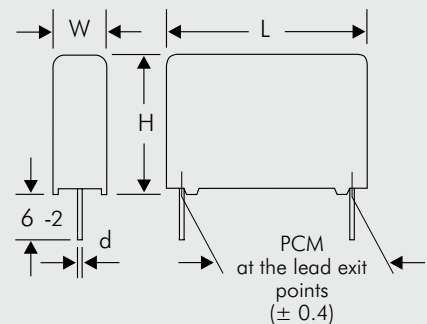 W
L
H
6 -2
d
PCM
at the lead exit
points
(± 0.4)